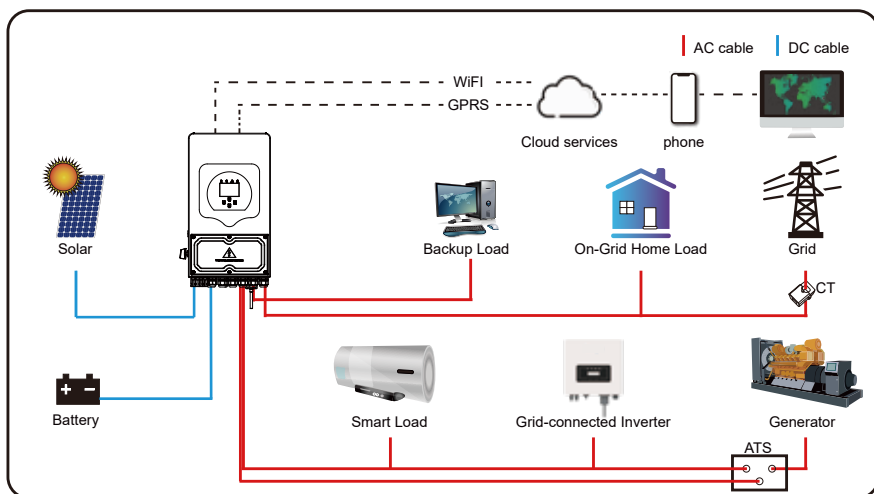 AC cable
DC cable
WiFI
GPRS
Cloud services
phone
Solar
Backup Load
On-Grid Home Load
Grid
CT
Battery
Smart Load
Grid-connected Inverter
Generator
ATS